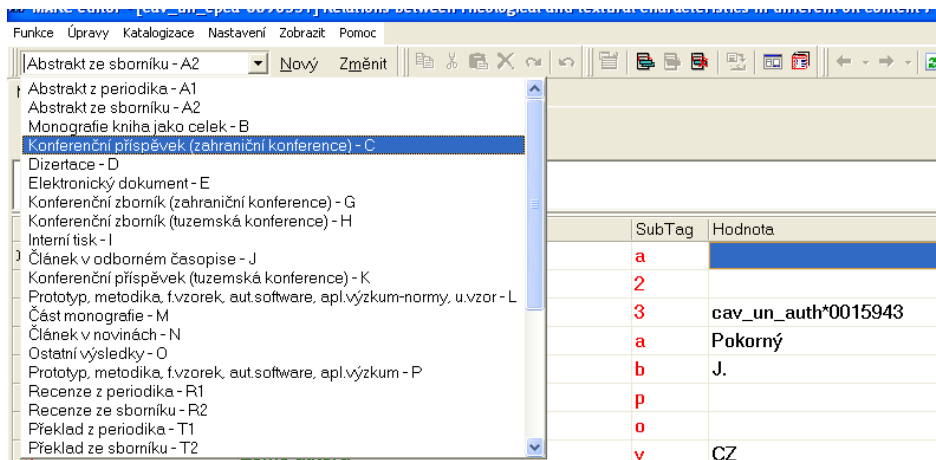 MARC Editor - [cav_un_epca-0090991] Relations between rheological and textural characteristics in different oil content
Funkce Úpravy Katalogizace Nastavení Zobrazit Pomoc
Abstrakt ze sborníku - A2 Nový Změnit
Abstrakt z periodika - A1
Abstrakt ze sborníku - A2
Monografie kniha jako celek - B
Konferenční příspěvek (zahraniční konference) - C
Dizertace - D
Elektronický dokument - E
Konferenční zborník (zahraniční konference) - G
Konferenční zborník (tuzemská konference) - H
Interní tisk - I
Článek v odborném časopise - J
Konferenční příspěvek (tuzemská konference) - K
Prototyp, metodika, f.vzorek, aut.software, apl.výzkum-normy, u.vzor - L
Část monografie - M
Článek v novinách - N
Ostatní výsledky - O
Prototyp, metodika, f.vzorek, aut.software, apl.výzkum - P
Recenze z periodika - R1
Recenze ze sborníku - R2
Překlad z periodika - T1
Překlad ze sborníku - T2
SubTag Hodnota
a
2
3 cav_un_auth*0015943
a Pokorný
b J.
p
o
y CZ